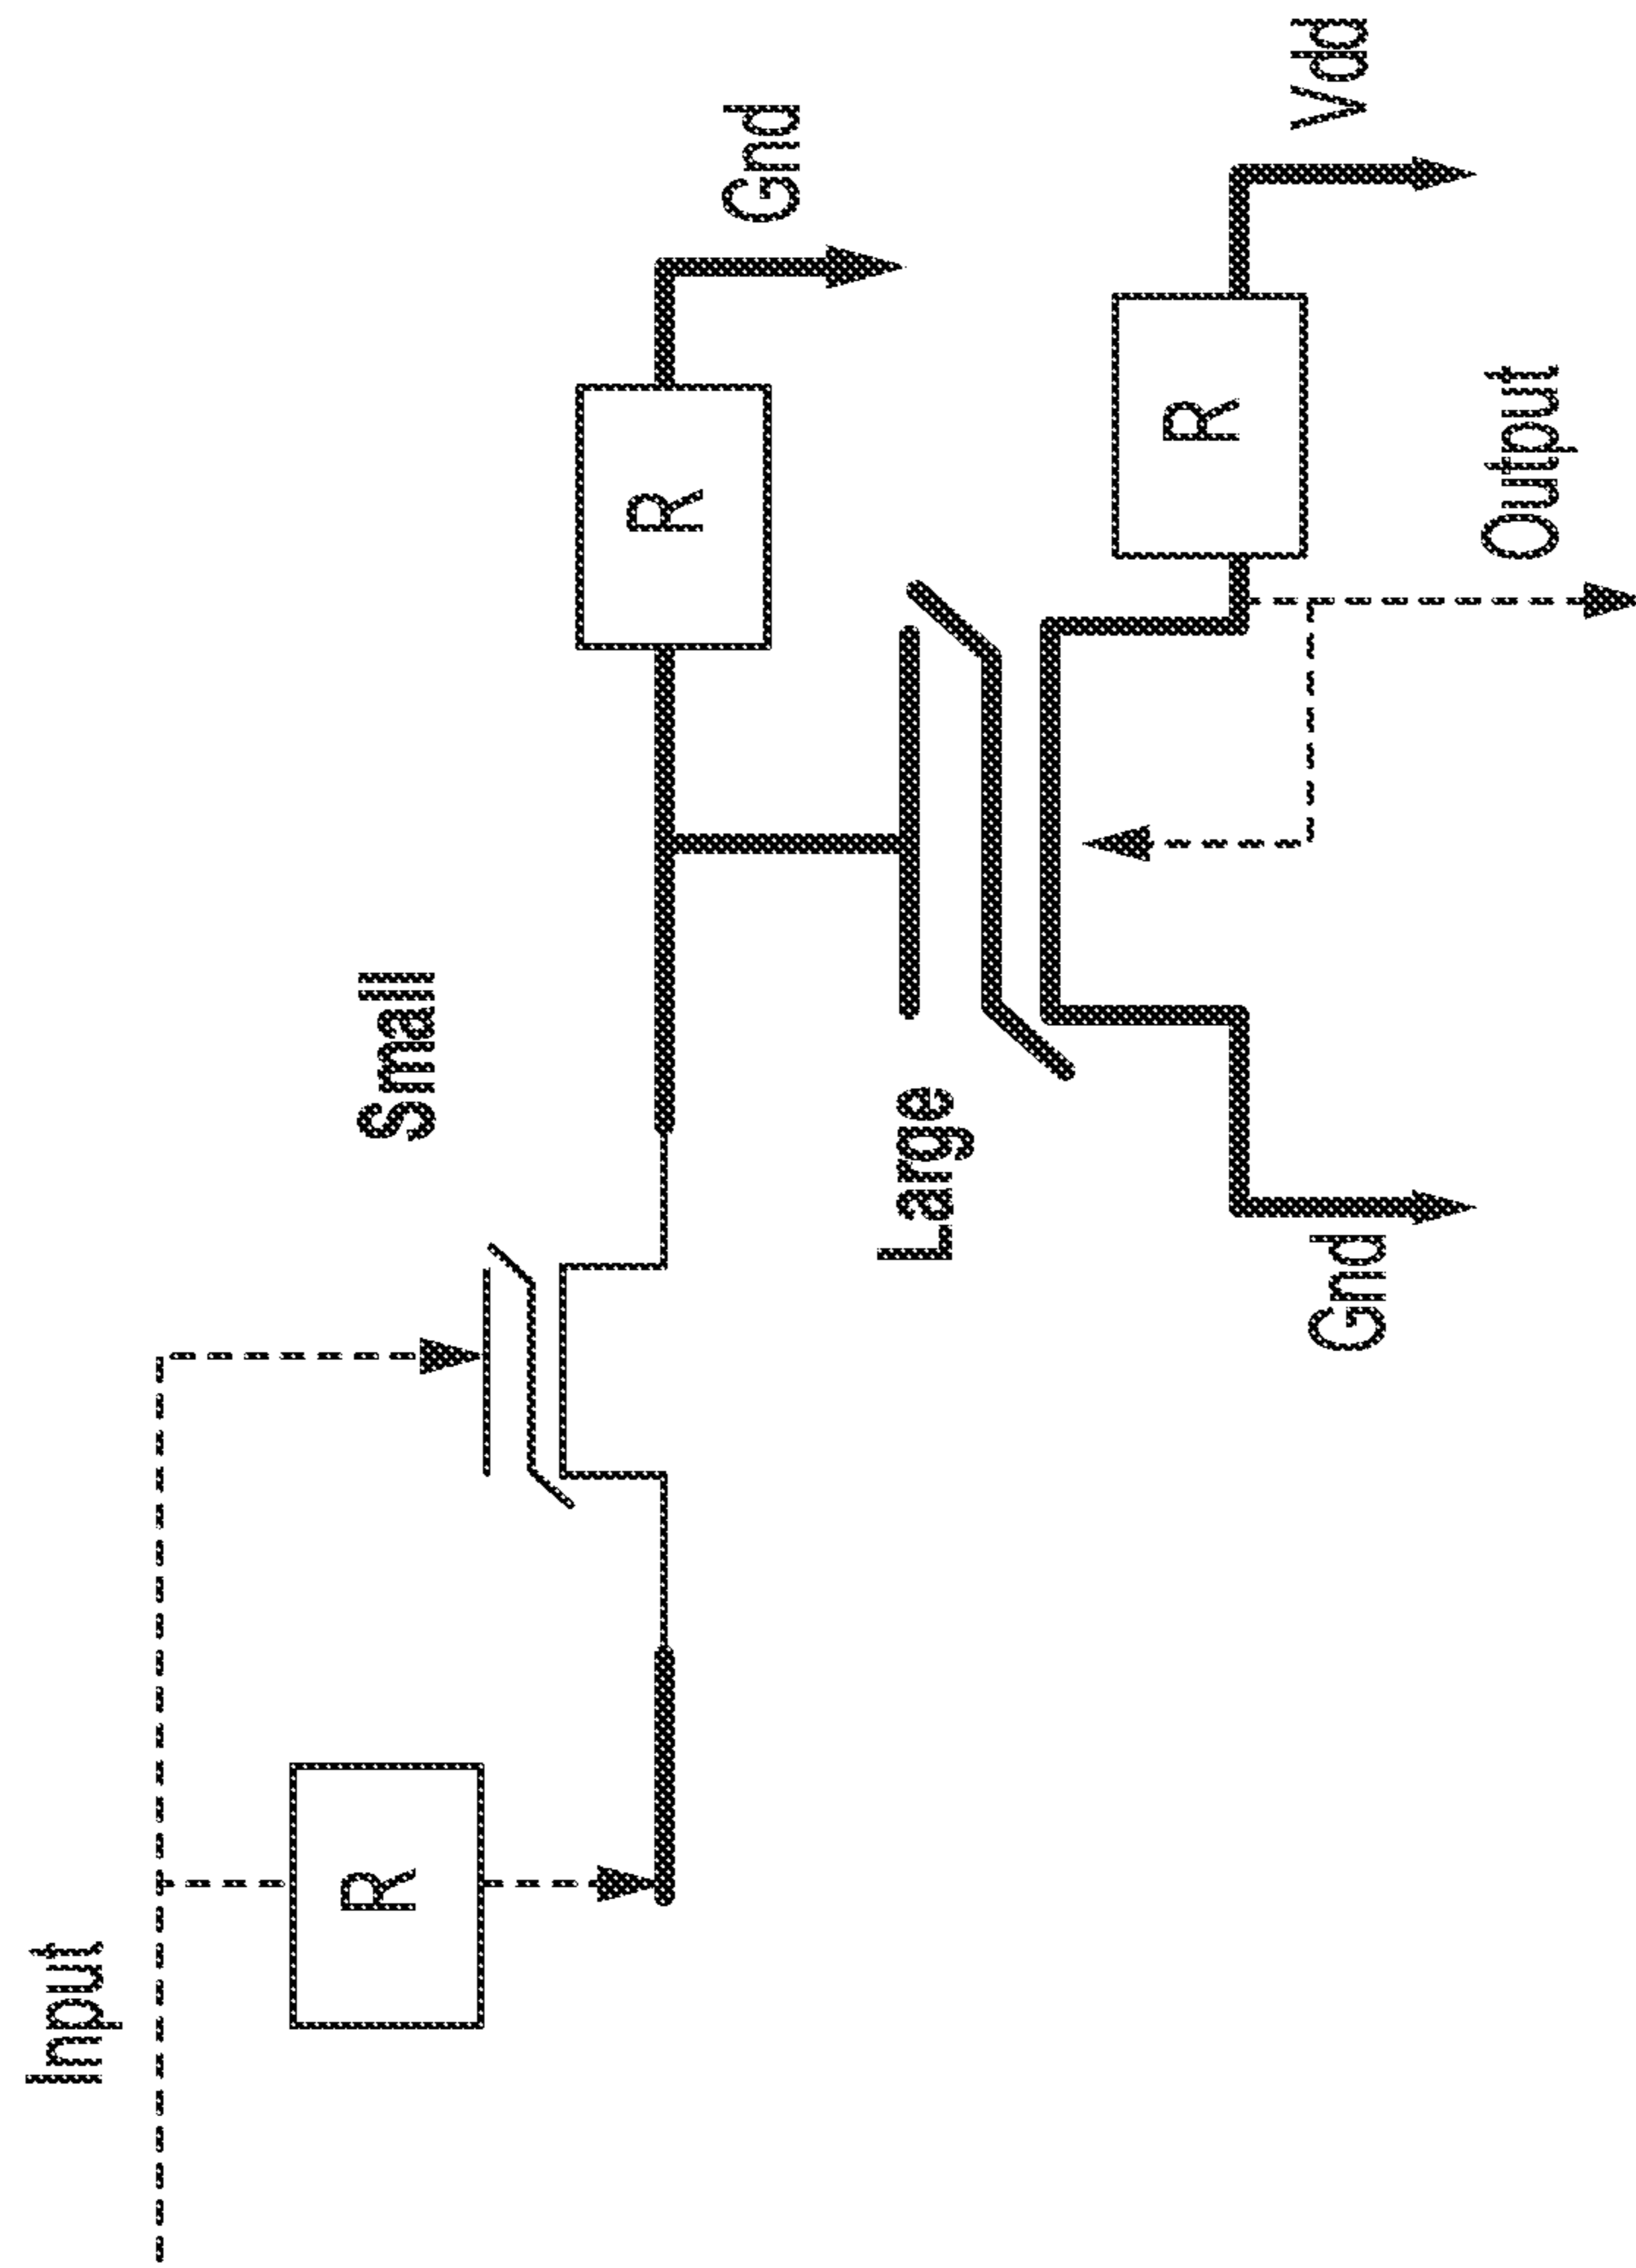 Input
R
Small
R
Gnd
Large
R
Gnd
Output
Vdd